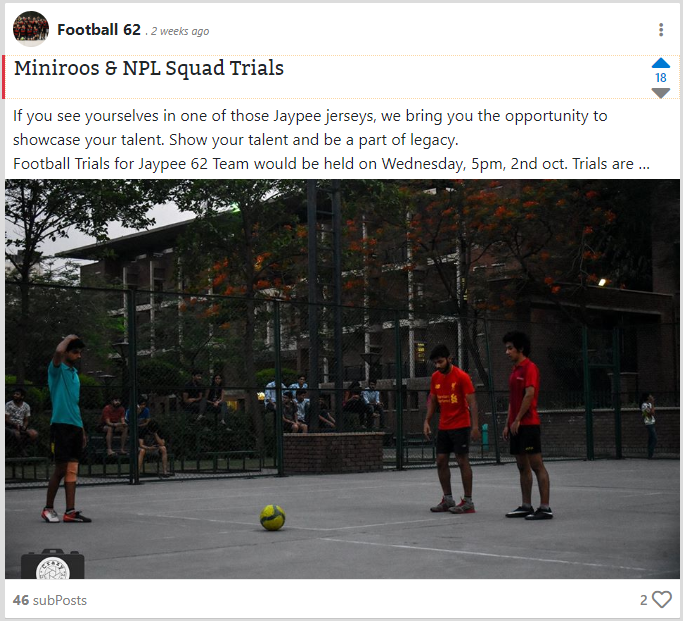 Football 62 . 2 weeks ago
Miniroos & NPL Squad Trials
18
If you see yourselves in one of those Jaypee jerseys, we bring you the opportunity to
showcase your talent. Show your talent and be a part of legacy.
Football Trials for Jaypee 62 Team would be held on Wednesday, 5pm, 2nd oct. Trials are ...
46 subPosts
2